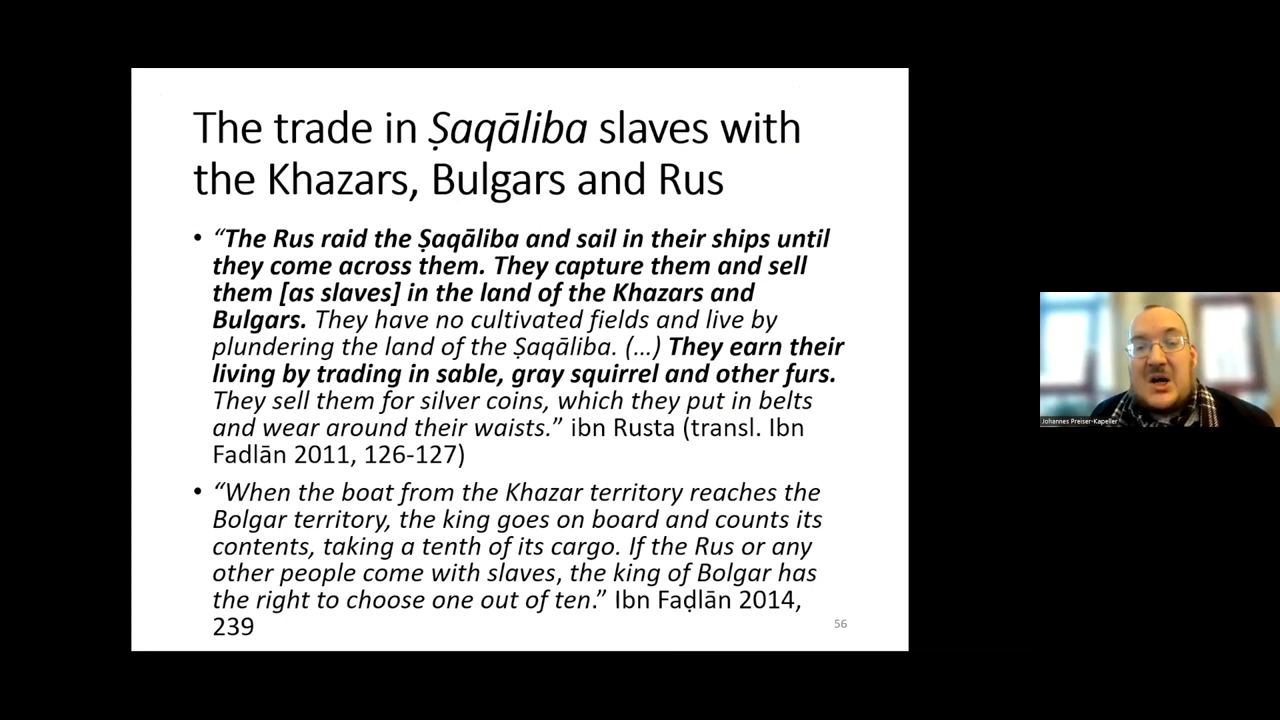 The trade in Ṣaqāliba slaves with
the Khazars, Bulgars and Rus
• “The Rus raid the Ṣaqāliba and sail in their ships until
they come across them. They capture them and sell
them [as slaves] in the land of the Khazars and
Bulgars. They have no cultivated fields and live by
plundering the land of the Ṣaqāliba. (…) They earn their
living by trading in sable, gray squirrel and other furs.
They sell them for silver coins, which they put in belts
and wear around their waists.” ibn Rusta (transl. Ibn
Fadlān 2011, 126-127)
• “When the boat from the Khazar territory reaches the
Bolgar territory, the king goes on board and counts its
contents, taking a tenth of its cargo. If the Rus or any
other people come with slaves, the king of Bolgar has
the right to choose one out of ten.” Ibn Faḍlān 2014,
239
56
Johannes Preiser-Kapeller